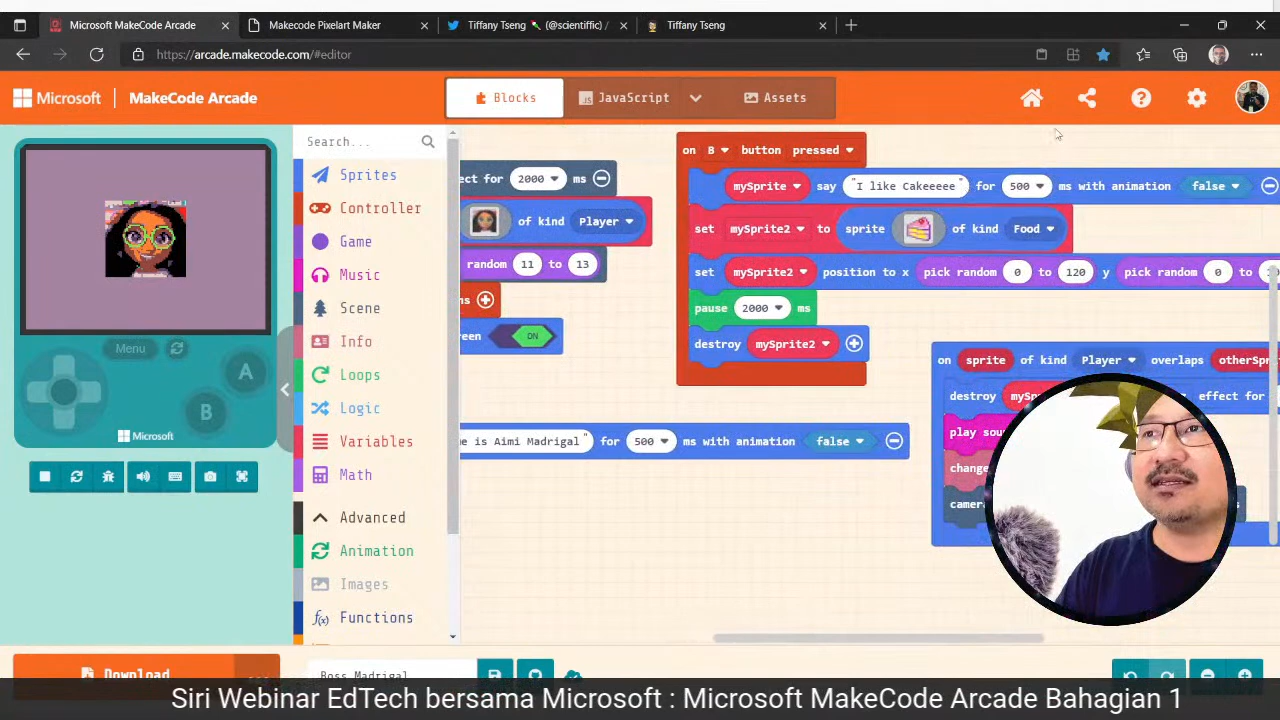 Microsoft MakeCode Arcade
Makecode Pixelart Maker
Tiffany Tseng (@scientiffic) /
Tiffany Tseng
https://arcade.makecode.com/#editor
Microsoft | MakeCode Arcade
Blocks
JavaScript
Assets
Menu
A
B
Microsoft
Search...
Sprites
Controller
Game
Music
Scene
Info
Loops
Logic
Variables
Math
Advanced
Animation
Images
Functions
ect for 2000 ms
of kind Player
random 11 to 13
ns
een ON
e is Aimi Madrigal" for 500 ms with animation false
on B button pressed
mySprite say "I like Cakeeeee" for 500 ms with animation false
set mySprite2 to sprite of kind Food
set mySprite2 position to x pick random 0 to 120 y pick random 0 to
pause 2000 ms
destroy mySprite2
on sprite of kind Player overlaps otherSpr
destroy myS effect for
play sou
change
camer
Download
Boss Madrigal
Siri Webinar EdTech bersama Microsoft : Microsoft MakeCode Arcade Bahagian 1